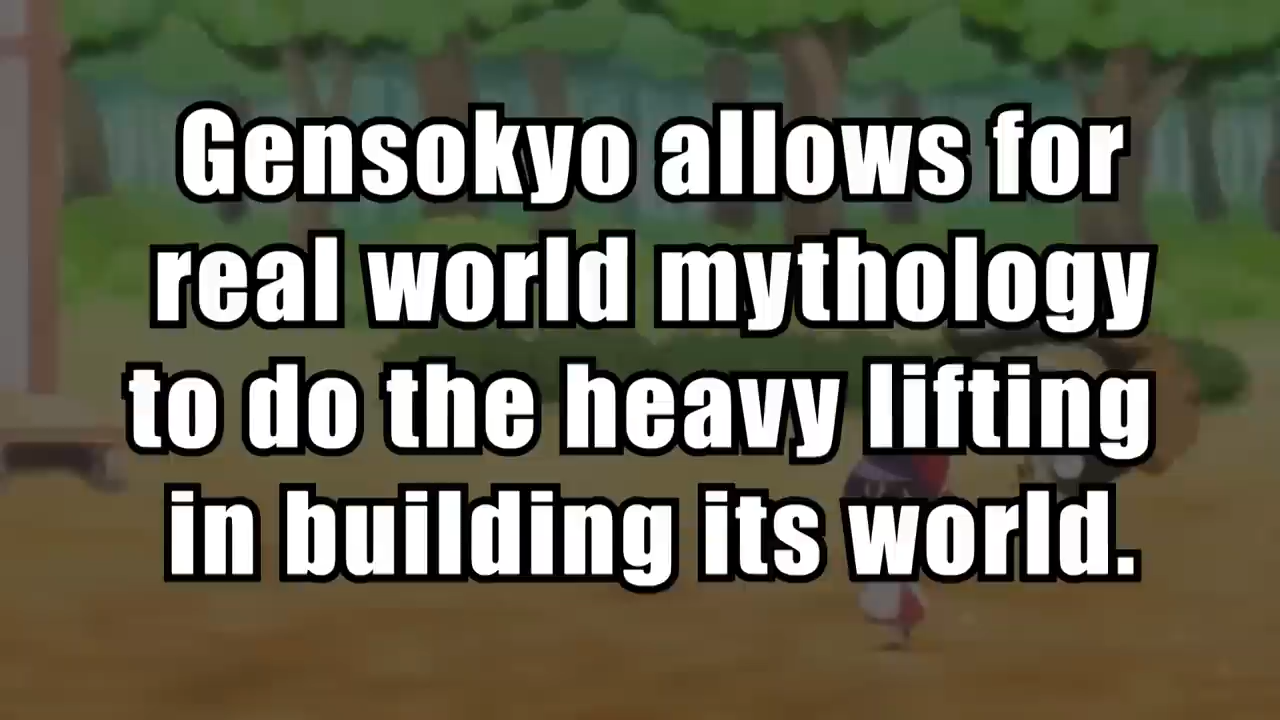 Gensokyo allows for
real world mythology
to do the heavy lifting
in building its world.